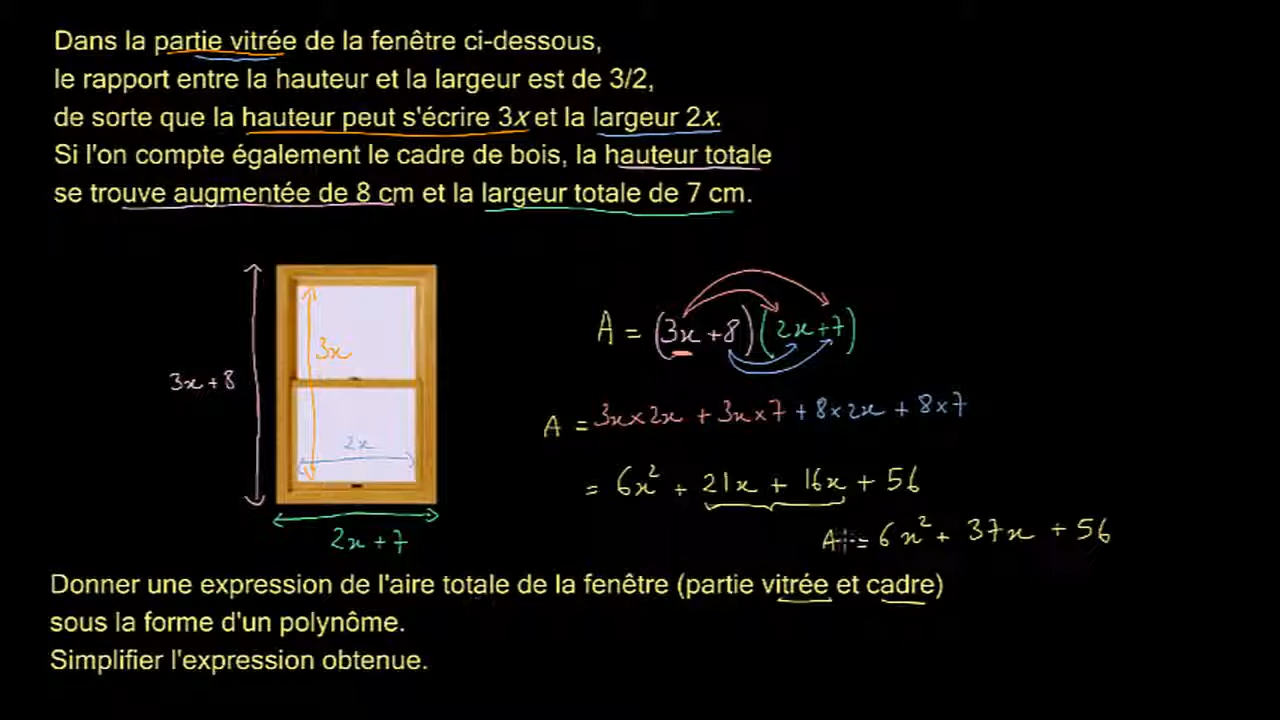 Dans la partie vitrée de la fenêtre ci-dessous,
le rapport entre la hauteur et la largeur est de 3/2,
de sorte que la hauteur peut s'écrire 3x et la largeur 2x.
Si l'on compte également le cadre de bois, la hauteur totale
se trouve augmentée de 8 cm et la largeur totale de 7 cm.
A = (3x + 8)(2x + 7)
3x
3x + 8
A = 3x × 2x + 3x × 7 + 8 × 2x + 8 × 7
2x
= 6x² + 21x + 16x + 56
A = 6x² + 37x + 56
2x + 7
Donner une expression de l'aire totale de la fenêtre (partie vitrée et cadre)
sous la forme d'un polynôme.
Simplifier l'expression obtenue.